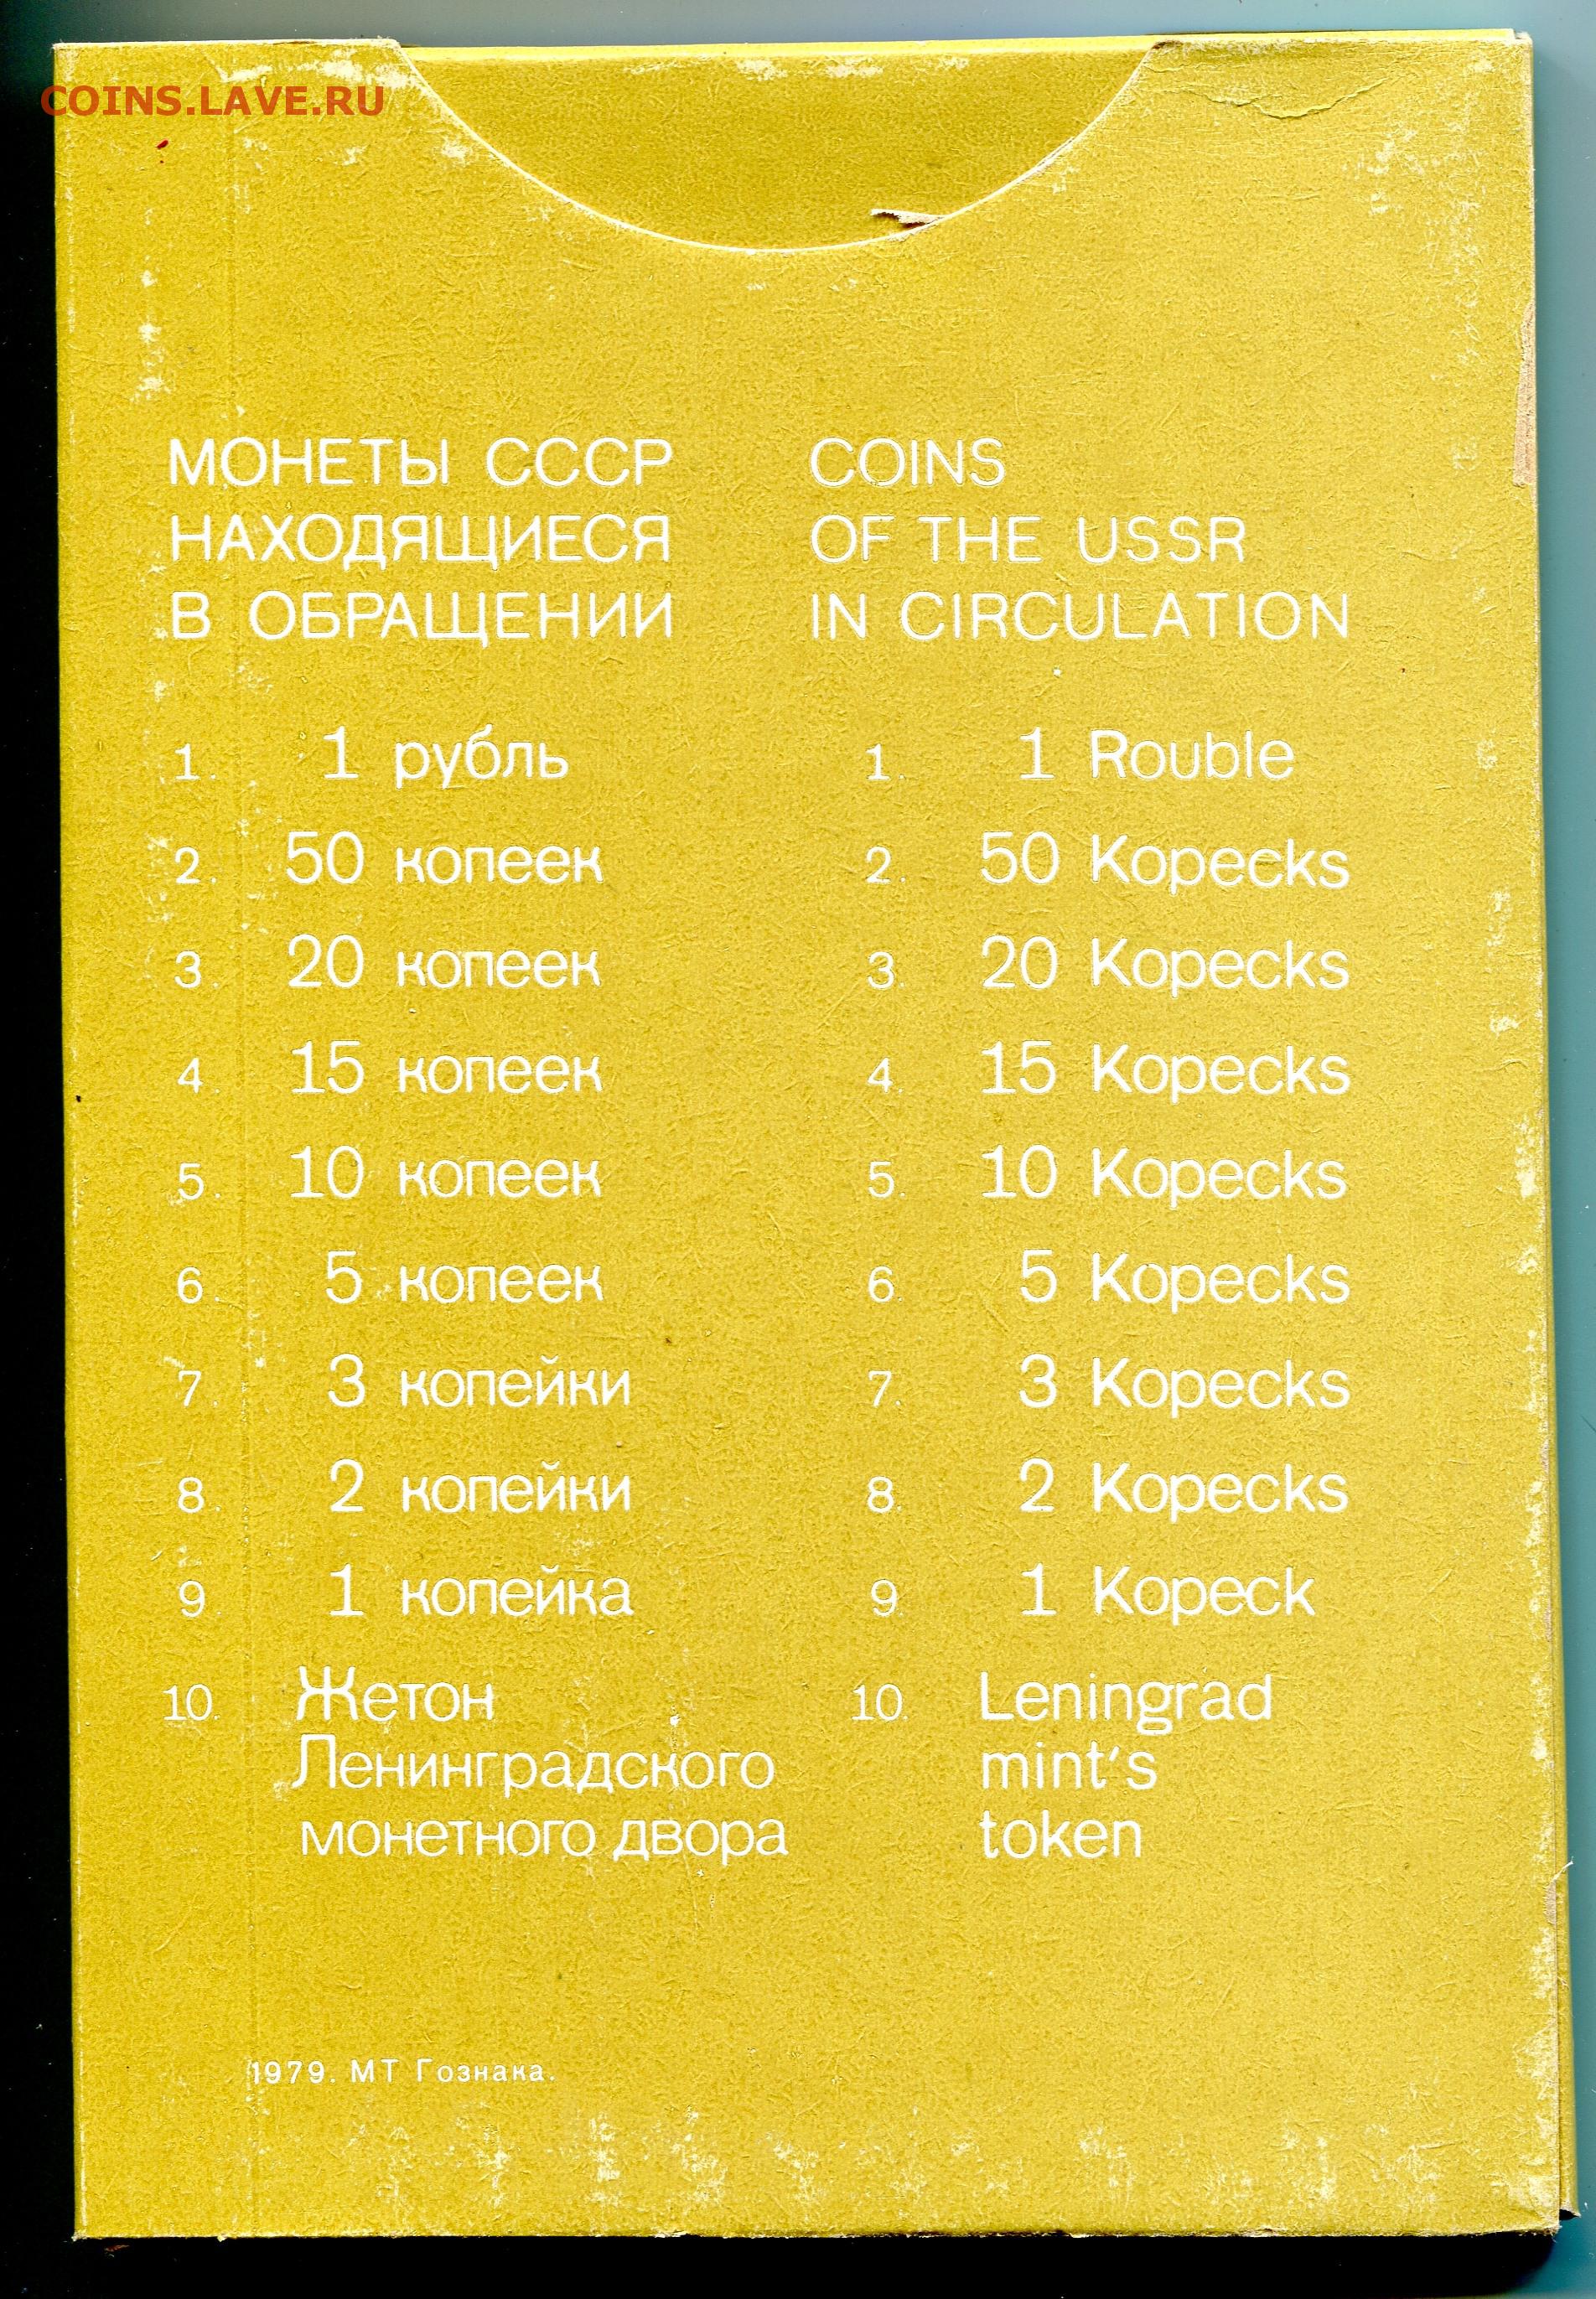 COINS.LAVE.RU
МОНЕТЫ СССР
НАХОДЯЩИЕСЯ
В ОБРАЩЕНИИ
1. 1 рубль
2. 50 копеек
3. 20 копеек
4. 15 копеек
5. 10 копеек
6. 5 копеек
7. 3 копейки
8. 2 копейки
9. 1 копейка
10. Жетон
Ленинградского
монетного двора
COINS
OF THE USSR
IN CIRCULATION
1. 1 Rouble
2. 50 Kopecks
3. 20 Kopecks
4. 15 Kopecks
5. 10 Kopecks
6. 5 Kopecks
7. 3 Kopecks
8. 2 Kopecks
9. 1 Kopeck
10. Leningrad
mint's
token
1979. МТ Гознака.